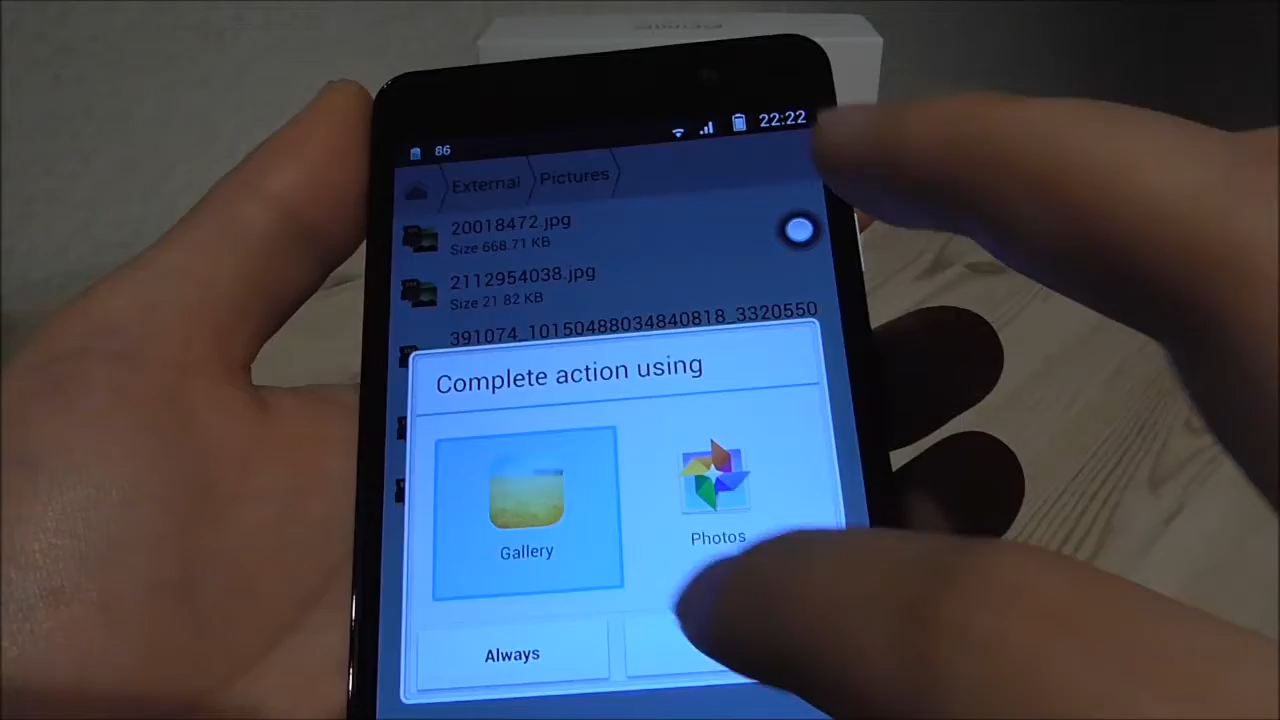 86
22:22
External
Pictures
20018472.jpg
Size 668.71 KB
2112954038.jpg
Size 21.82 KB
391074_10150488034840818_3320550
Complete action using
Gallery
Photos
Always